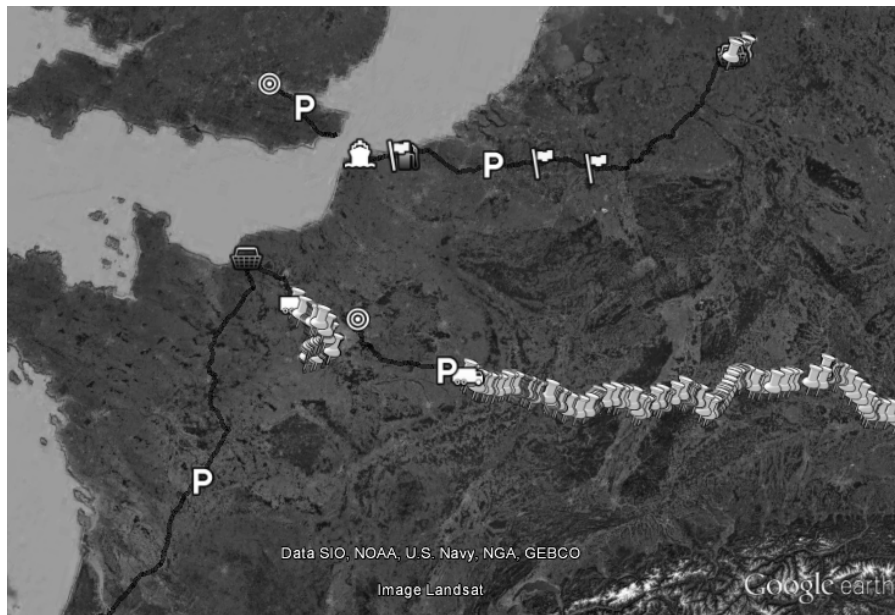 P
P
P
P
Data SIO, NOAA, U.S. Navy, NGA, GEBCO
Image Landsat
Google earth